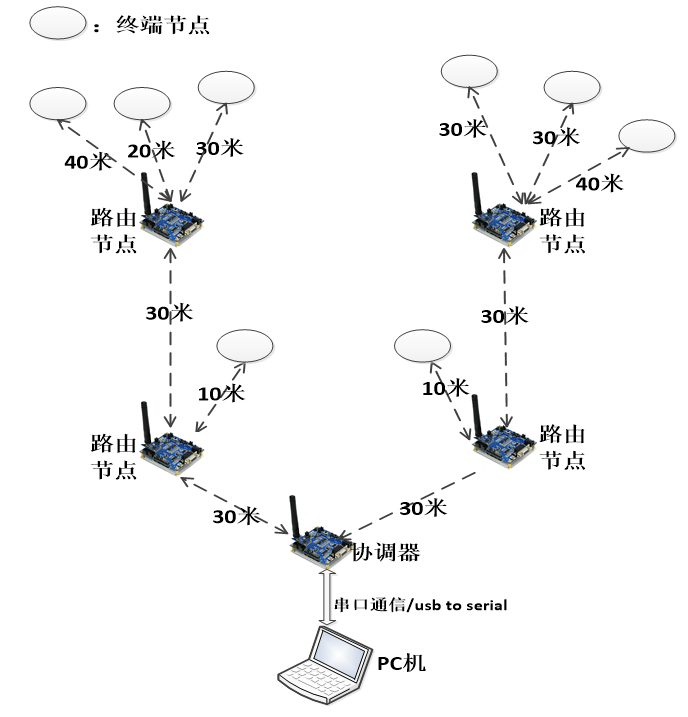 ：终端节点
40米
20米
30米
30米
30米
40米
路由
节点
路由
节点
30米
30米
10米
10米
路由
节点
路由
节点
30米
30米
协调器
串口通信/usb to serial
PC机